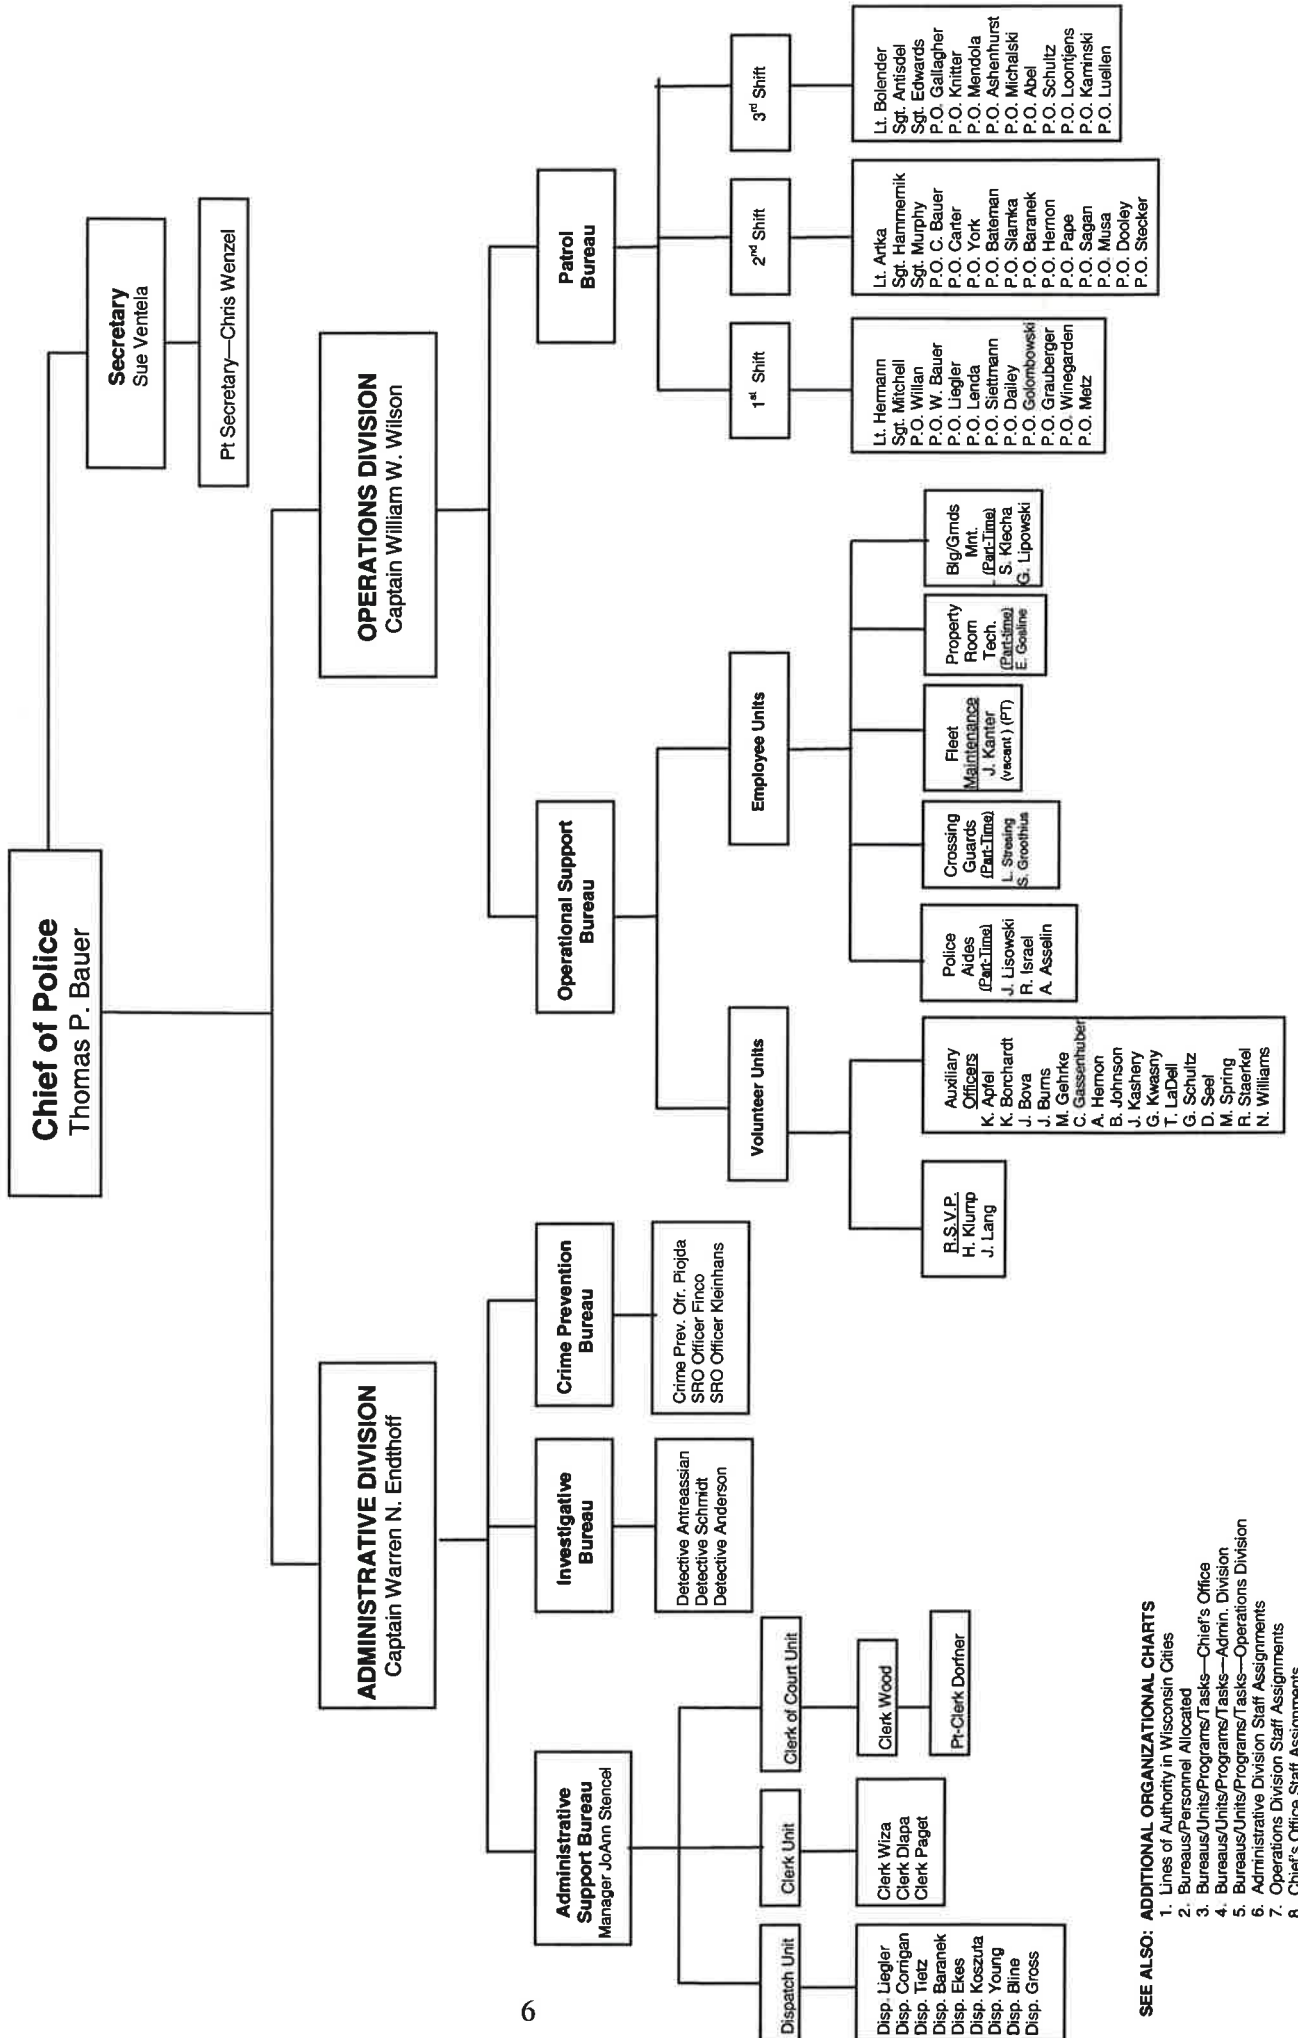 Chief of Police
Thomas P. Bauer
Secretary
Sue Ventela
Pt Secretary—Chris Wenzel
ADMINISTRATIVE DIVISION
Captain Warren N. Endthoff
OPERATIONS DIVISION
Captain William W. Wilson
Administrative
Support Bureau
Manager JoAnn Stencel
Investigative
Bureau
Crime Prevention
Bureau
Operational Support
Bureau
Patrol
Bureau
Detective Antreassian
Detective Schmidt
Detective Anderson
Crime Prev. Ofr. Piojda
SRO Officer Finco
SRO Officer Kleinhans
Dispatch Unit
Clerk Unit
Clerk of Court Unit
Volunteer Units
Employee Units
1st Shift
2nd Shift
3rd Shift
Disp. Liegler
Disp. Corrigan
Disp. Tietz
Disp. Baranek
Disp. Ekes
Disp. Koszuta
Disp. Young
Disp. Bline
Disp. Gross
Clerk Wiza
Clerk Dlapa
Clerk Paget
Clerk Wood
Pt-Clerk Dorfner
R.S.V.P.
H. Klump
J. Lang
Auxiliary
Officers
K. Apfel
K. Borchardt
J. Bova
J. Burns
M. Gehrke
C. Gassenhuber
A. Hernon
B. Johnson
J. Kashery
G. Kwasny
T. LaDell
G. Schultz
D. Seel
M. Spring
R. Staerkel
N. Williams
Police
Aides
(Part-Time)
J. Lisowski
R. Israel
A. Asselin
Crossing
Guards
(Part-Time)
L. Stresing
S. Groothius
Fleet
Maintenance
J. Kanter
(vacant ) (PT)
Property
Room
Tech.
(Part-time)
E. Gosline
Blg/Grnds
Mnt.
(Part-Time)
S. Klecha
G. Lipowski
Lt. Hermann
Sgt. Mitchell
P.O. Willan
P.O. W. Bauer
P.O. Liegler
P.O. Lenda
P.O. Siettmann
P.O. Dailey
P.O. Golombowski
P.O. Grauberger
P.O. Winegarden
P.O. Metz
Lt. Artka
Sgt. Hammernik
Sgt. Murphy
P.O. C. Bauer
P.O. Carter
P.O. York
P.O. Bateman
P.O. Slamka
P.O. Baranek
P.O. Hernon
P.O. Pape
P.O. Sagan
P.O. Musa
P.O. Dooley
P.O. Stecker
Lt. Bolender
Sgt. Antisdel
Sgt. Edwards
P.O. Gallagher
P.O. Knitter
P.O. Mendola
P.O. Ashenhurst
P.O. Michalski
P.O. Abel
P.O. Schultz
P.O. Loontjens
P.O. Kaminski
P.O. Luellen
SEE ALSO: ADDITIONAL ORGANIZATIONAL CHARTS
1. Lines of Authority in Wisconsin Cities
2. Bureaus/Personnel Allocated
3. Bureaus/Units/Programs/Tasks—Chief's Office
4. Bureaus/Units/Programs/Tasks—Admin. Division
5. Bureaus/Units/Programs/Tasks—Operations Division
6. Administrative Division Staff Assignments
7. Operations Division Staff Assignments
8. Chief's Office Staff Assignments
6